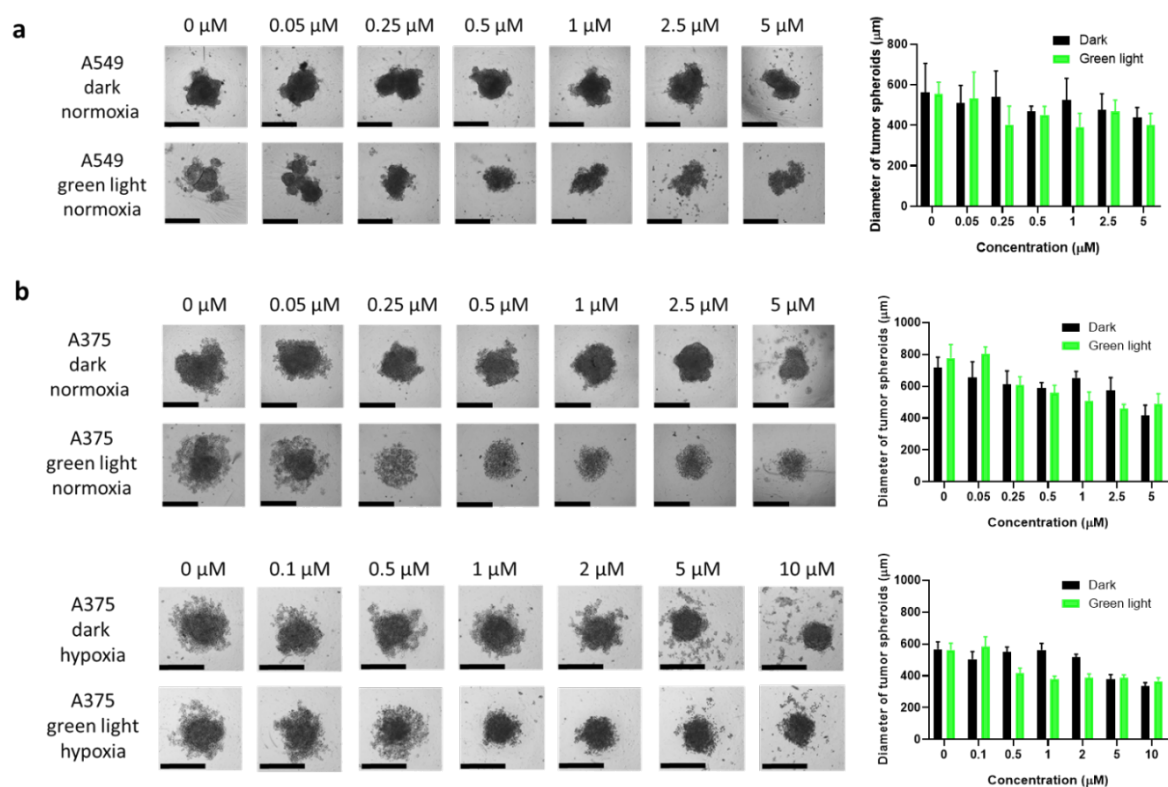 a
0 μM 0.05 μM 0.25 μM 0.5 μM 1 μM 2.5 μM 5 μM
A549
dark
normoxia
A549
green light
normoxia
Diameter of tumor spheroids (μm)
800
600
400
200
0
Dark
Green light
0 0.05 0.25 0.5 1 2.5 5
Concentration (μM)
b
0 μM 0.05 μM 0.25 μM 0.5 μM 1 μM 2.5 μM 5 μM
A375
dark
normoxia
A375
green light
normoxia
Diameter of tumor spheroids (μm)
1000
800
600
400
200
0
Dark
Green light
0 0.05 0.25 0.5 1 2.5 5
Concentration (μM)
0 μM 0.1 μM 0.5 μM 1 μM 2 μM 5 μM 10 μM
A375
dark
hypoxia
A375
green light
hypoxia
Diameter of tumor spheroids (μm)
1000
800
600
400
200
0
Dark
Green light
0 0.1 0.5 1 2 5 10
Concentration (μM)